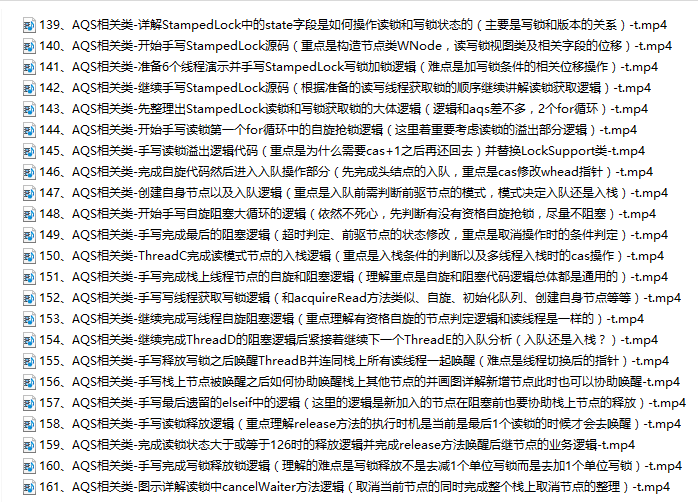 139、AQS相关类-详解StampedLock中的state字段是如何操作读锁和写锁状态的（主要是写锁和版本的关系）-t.mp4
140、AQS相关类-开始手写StampedLock源码（重点是构造节点类WNode，读写锁视图类及相关字段的位移）-t.mp4
141、AQS相关类-准备6个线程演示并手写StampedLock写锁加锁逻辑（难点是加写锁条件的相关位移操作）-t.mp4
142、AQS相关类-继续手写StampedLock源码（根据准备的读写线程获取锁的顺序继续讲解读锁获取逻辑）-t.mp4
143、AQS相关类-先整理出StampedLock读锁和写锁获取锁的大体逻辑（逻辑和aqs差不多，2个for循环）-t.mp4
144、AQS相关类-开始手写读锁第一个for循环中的自旋抢锁逻辑（这里着重要考虑读锁的溢出部分逻辑）-t.mp4
145、AQS相关类-手写读锁溢出逻辑代码（重点是为什么需要cas+1之后再还回去）并替换LockSupport类-t.mp4
146、AQS相关类-完成自旋代码然后进入入队操作部分（先完成头结点的入队，重点是cas修改whead指针）-t.mp4
147、AQS相关类-创建自身节点以及入队逻辑（重点是入队前需判断前驱节点的模式，模式决定入队还是入栈）-t.mp4
148、AQS相关类-开始手写自旋阻塞大循环的逻辑（依然不死心，先判断有没有资格自旋抢锁，尽量不阻塞）-t.mp4
149、AQS相关类-手写完成最后的阻塞逻辑（超时判定、前驱节点的状态修改，重点是取消操作时的条件判定）-t.mp4
150、AQS相关类-ThreadC完成读模式节点的入栈逻辑（重点是入栈条件的判断以及多线程入栈时的cas操作）-t.mp4
151、AQS相关类-手写完成栈上线程节点的自旋和阻塞逻辑（理解重点是自旋和阻塞代码逻辑总体都是通用的）-t.mp4
152、AQS相关类-手写写线程获取写锁逻辑（和acquireRead方法类似、自旋、初始化队列、创建自身节点等等）-t.mp4
153、AQS相关类-继续完成写线程自旋阻塞逻辑（重点理解有资格自旋的节点判定逻辑和读线程是一样的）-t.mp4
154、AQS相关类-继续完成ThreadD的阻塞逻辑后紧接着继续下一个ThreadE的入队分析（入队还是入栈？）-t.mp4
155、AQS相关类-手写释放写锁之后唤醒ThreadB并连同栈上所有读线程一起唤醒（难点是线程切换后的指针）-t.mp4
156、AQS相关类-手写栈上节点被唤醒之后如何协助唤醒栈上其他节点的并画图详解新增节点此时也可以协助唤醒-t.mp4
157、AQS相关类-手写最后遗留的elseif中的逻辑（这里的逻辑是新加入的节点在阻塞前也要协助栈上节点的释放）-t.mp4
158、AQS相关类-手写读锁释放逻辑（重点理解release方法的执行时机是当前是最后1个读锁的时候才会去唤醒）-t.mp4
159、AQS相关类-完成读锁状态大于或等于126时的释放逻辑并完成release方法唤醒后继节点的业务逻辑-t.mp4
160、AQS相关类-手写完成写锁释放锁逻辑（理解的难点是写锁释放不是去减1个单位写锁而是去加1个单位写锁）-t.mp4
161、AQS相关类-图示详解读锁中cancelWaiter方法逻辑（取消当前节点的同时完成整个栈上取消节点的整理）-t.mp4